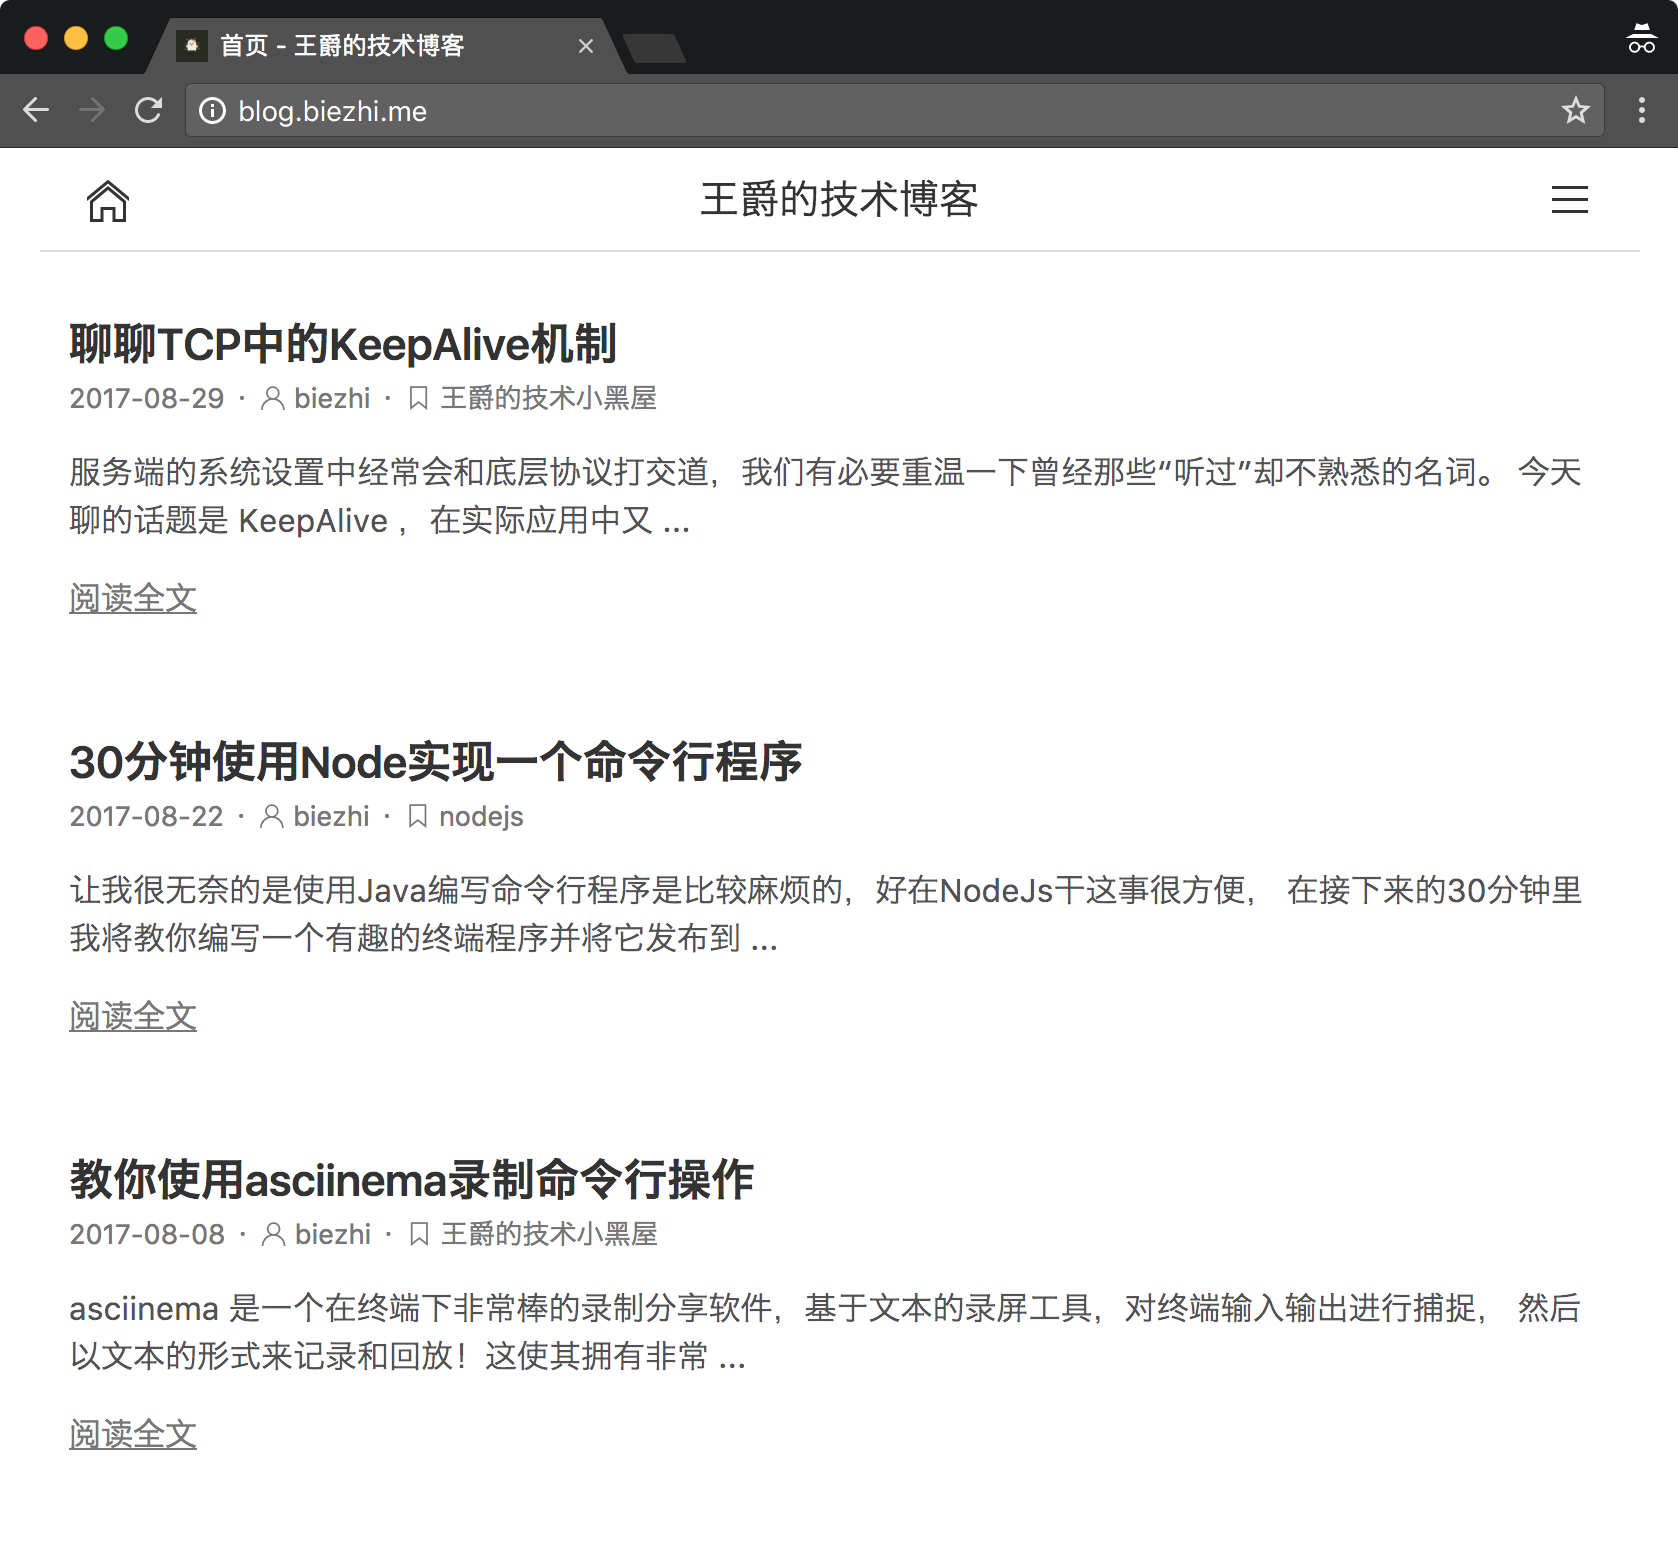 首页 - 王爵的技术博客
blog.biezhi.me
王爵的技术博客
聊聊TCP中的KeepAlive机制
2017-08-29 · biezhi · 王爵的技术小黑屋
服务端的系统设置中经常会和底层协议打交道，我们有必要重温一下曾经那些“听过”却不熟悉的名词。 今天
聊的话题是 KeepAlive ，在实际应用中又 ...
阅读全文
30分钟使用Node实现一个命令行程序
2017-08-22 · biezhi · nodejs
让我很无奈的是使用Java编写命令行程序是比较麻烦的，好在NodeJs干这事很方便， 在接下来的30分钟里
我将教你编写一个有趣的终端程序并将它发布到 ...
阅读全文
教你使用asciinema录制命令行操作
2017-08-08 · biezhi · 王爵的技术小黑屋
asciinema 是一个在终端下非常棒的录制分享软件，基于文本的录屏工具，对终端输入输出进行捕捉， 然后
以文本的形式来记录和回放！这使其拥有非常 ...
阅读全文